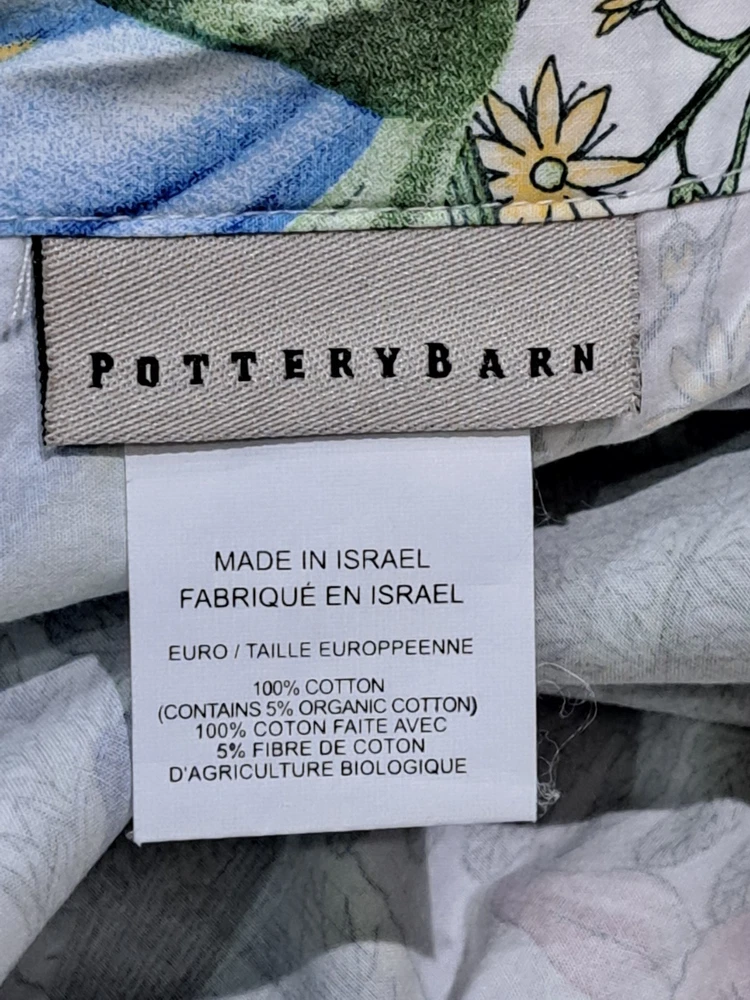 POTTERYBARN
MADE IN ISRAEL
FABRIQUÉ EN ISRAEL
EURO / TAILLE EUROPPEENNE
100% COTTON
(CONTAINS 5% ORGANIC COTTON)
100% COTON FAITE AVEC
5% FIBRE DE COTON
D'AGRICULTURE BIOLOGIQUE